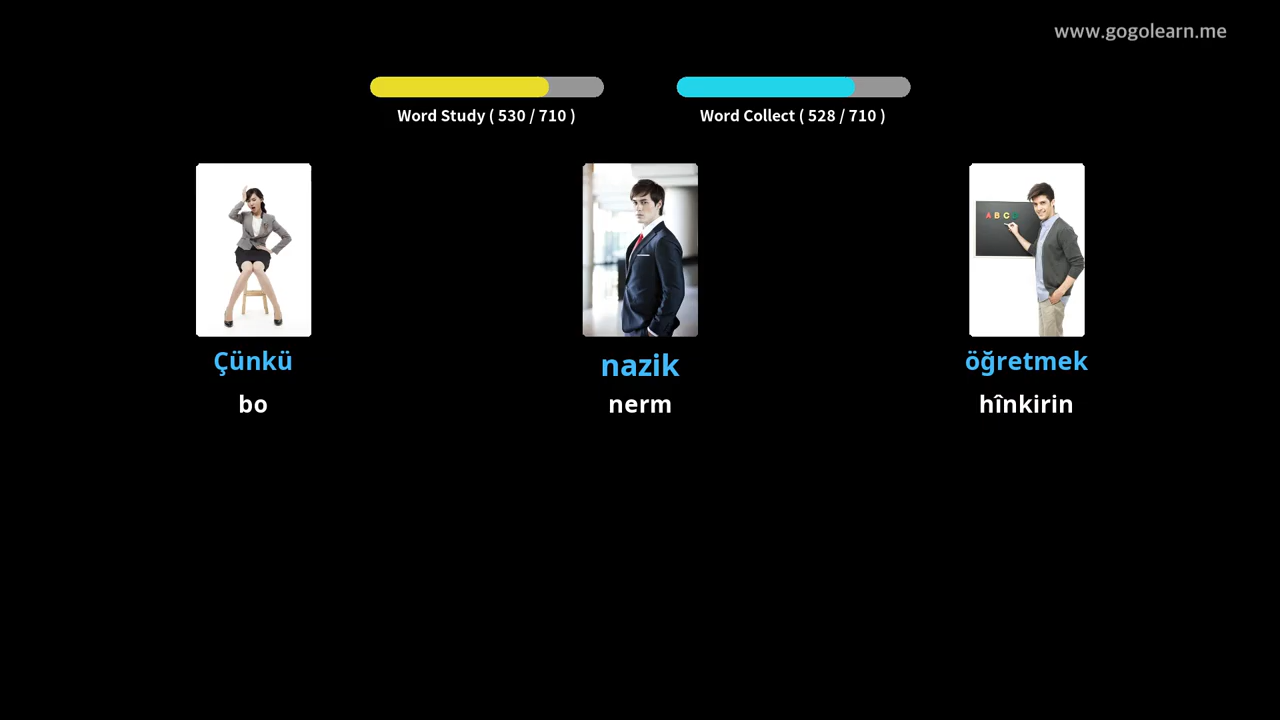 www.gogolearn.me
Word Study ( 530 / 710 )
Word Collect ( 528 / 710 )
A B C D
Çünkü
nazik
öğretmek
bo
nerm
hînkirin